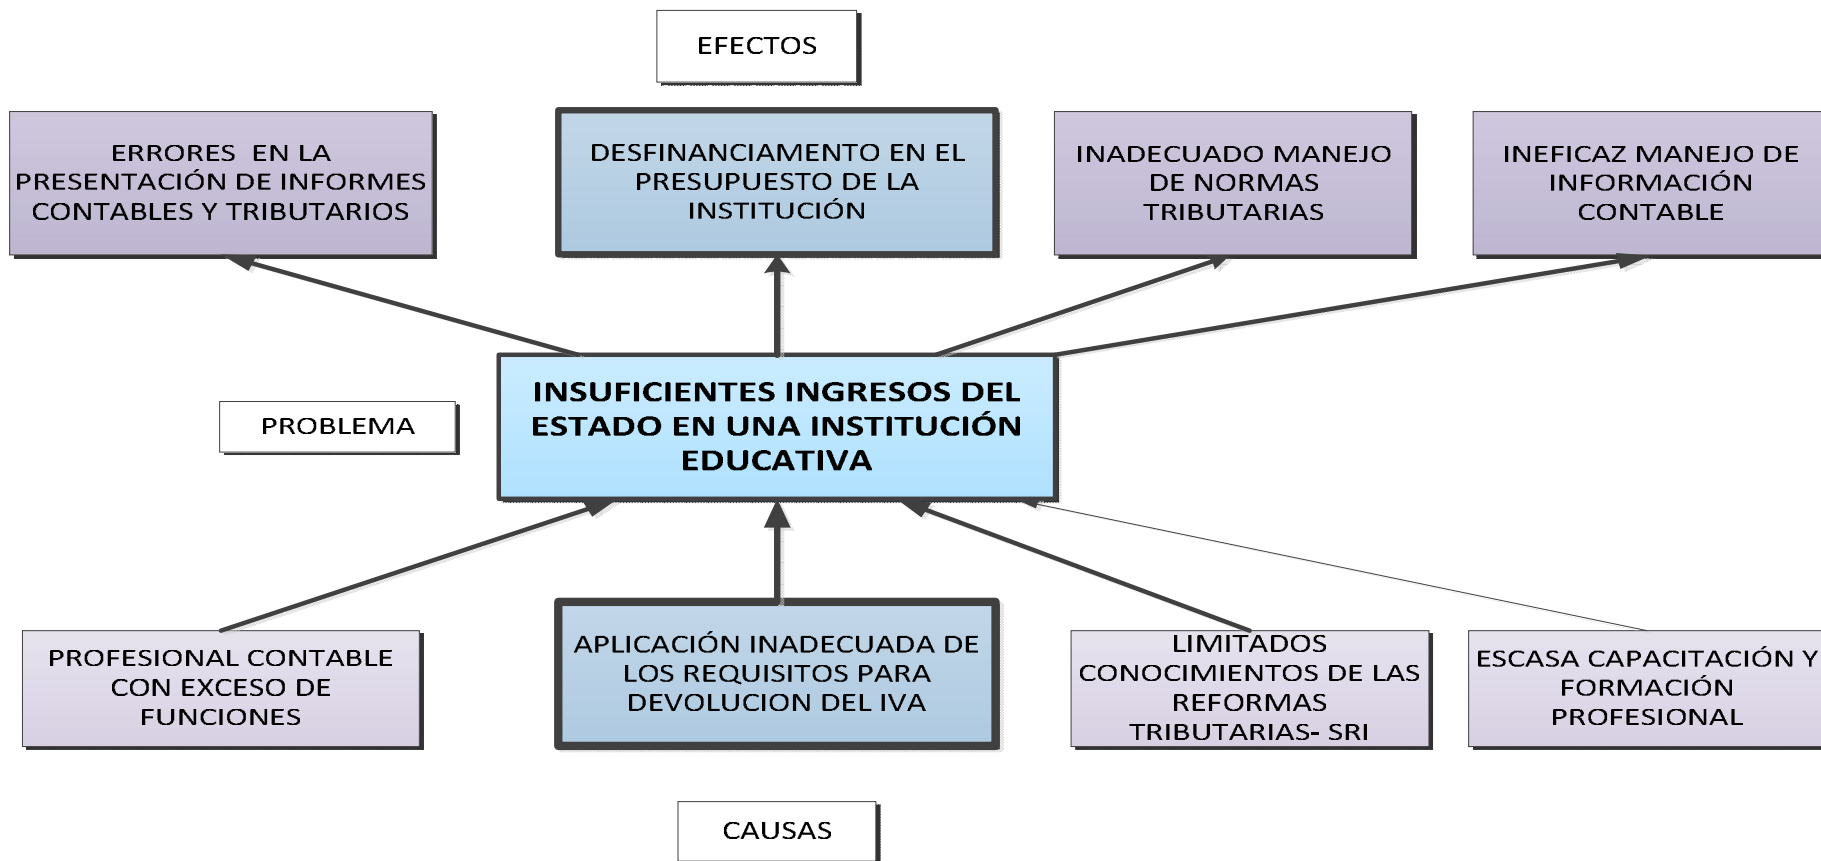 EFECTOS
ERRORES  EN LA
PRESENTACIÓN DE INFORMES
CONTABLES Y TRIBUTARIOS
DESFINANCIAMENTO EN EL
PRESUPUESTO DE LA
INSTITUCIÓN
INADECUADO MANEJO
DE NORMAS
TRIBUTARIAS
INEFICAZ MANEJO DE
INFORMACIÓN
CONTABLE
PROBLEMA
INSUFICIENTES INGRESOS DEL
ESTADO EN UNA INSTITUCIÓN
EDUCATIVA
PROFESIONAL CONTABLE
CON EXCESO DE
FUNCIONES
APLICACIÓN INADECUADA DE
LOS REQUISITOS PARA
DEVOLUCION DEL IVA
LIMITADOS
CONOCIMIENTOS DE LAS
REFORMAS
TRIBUTARIAS- SRI
ESCASA CAPACITACIÓN Y
FORMACIÓN
PROFESIONAL
CAUSAS